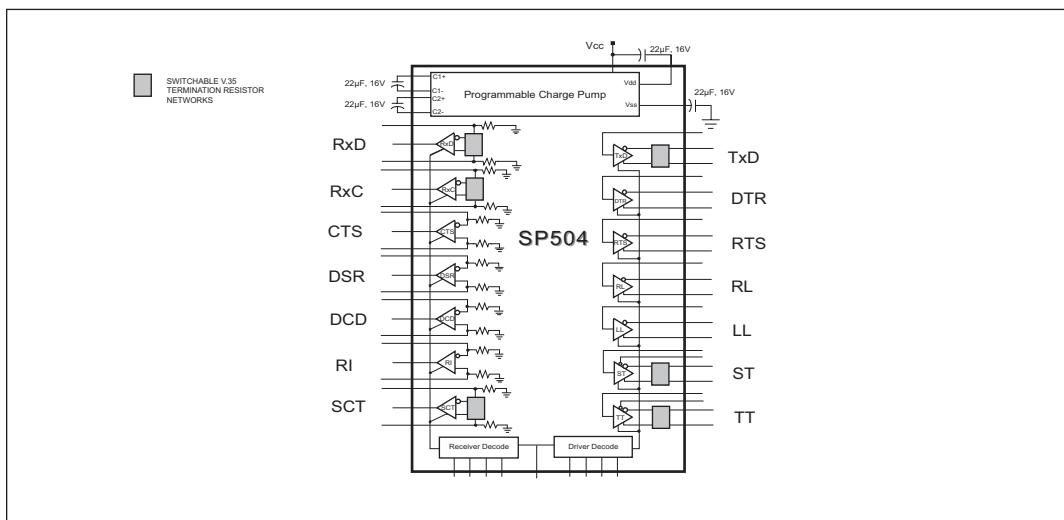 Vcc
22µF, 16V
SWITCHABLE V.35
TERMINATION RESISTOR
NETWORKS
22µF, 16V
C1+
C1-
C2+
C2-
22µF, 16V
Programmable Charge Pump
Vdd
Vss
22µF, 16V
RxD
RxD
TxD
TxD
RxC
RxC
DTR
DTR
CTS
CTS
SP504
RTS
RTS
DSR
DSR
RL
RL
DCD
DCD
LL
LL
RI
RI
ST
ST
SCT
SCT
TT
TT
Receiver Decode
Driver Decode